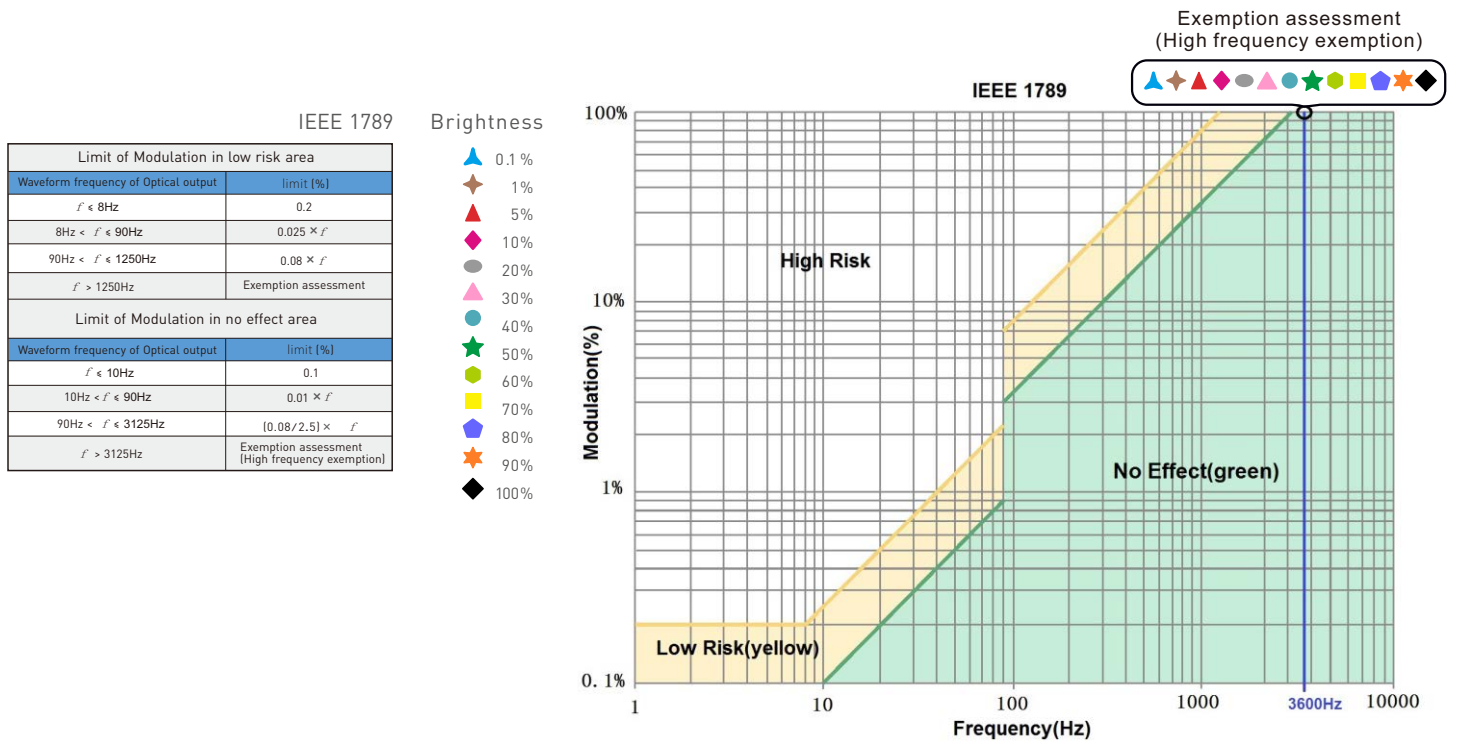 Exemption assessment
(High frequency exemption)
IEEE 1789
Limit of Modulation in low risk area
Waveform frequency of Optical output limit (%)
f ≤ 8Hz 0.2
8Hz < f ≤ 90Hz 0.025 × f
90Hz < f ≤ 1250Hz 0.08 × f
f > 1250Hz Exemption assessment
Limit of Modulation in no effect area
Waveform frequency of Optical output limit (%)
f ≤ 10Hz 0.1
10Hz < f ≤ 90Hz 0.01 × f
90Hz < f ≤ 3125Hz (0.08/2.5) × f
f > 3125Hz Exemption assessment
(High frequency exemption)
Brightness
0.1 %
1%
5%
10%
20%
30%
40%
50%
60%
70%
80%
90%
100%
IEEE 1789
100%
10%
1%
0.1%
Modulation(%)
High Risk
No Effect(green)
Low Risk(yellow)
1
10
100
1000
3600Hz
10000
Frequency(Hz)